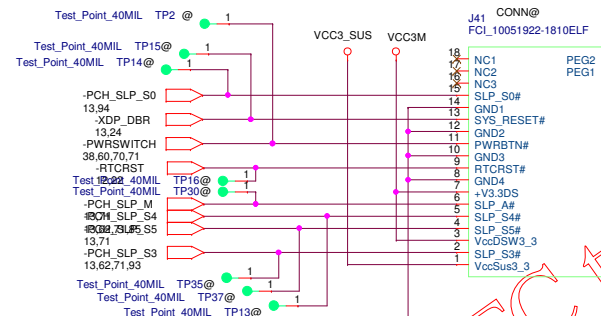 Test_Point_40MIL TP2 @ 1
CONN@
J41
FCI_10051922-1810ELF
VCC3_SUS VCC3M
Test_Point_40MIL TP15@ 1
Test_Point_40MIL TP14@ 1
18 NC1 PEG2
17 NC2 PEG1
16 NC3
-PCH_SLP_S0 15 SLP_S0#
13,94 14 GND1
-XDP_DBR 13 SYS_RESET#
13,24 12 GND2
-PWRSWITCH 11 PWRBTN#
38,60,70,71 10 GND3
-RTCRST 9 RTCRST#
Test_Point_40MIL TP16@ 1 8 GND4
Test_Point_40MIL TP30@ 1 7 +V3.3DS
-PCH_SLP_M 6 SLP_A#
-PCH_SLP_S4 5 SLP_S4#
-PCH_SLP_S5 4 SLP_S5#
13,71 3 VccDSW3_3
-PCH_SLP_S3 2 SLP_S3#
13,62,71,93 1 VccSus3_3
Test_Point_40MIL TP35@ 1
Test_Point_40MIL TP37@ 1
Test_Point_40MIL TP13@ 1